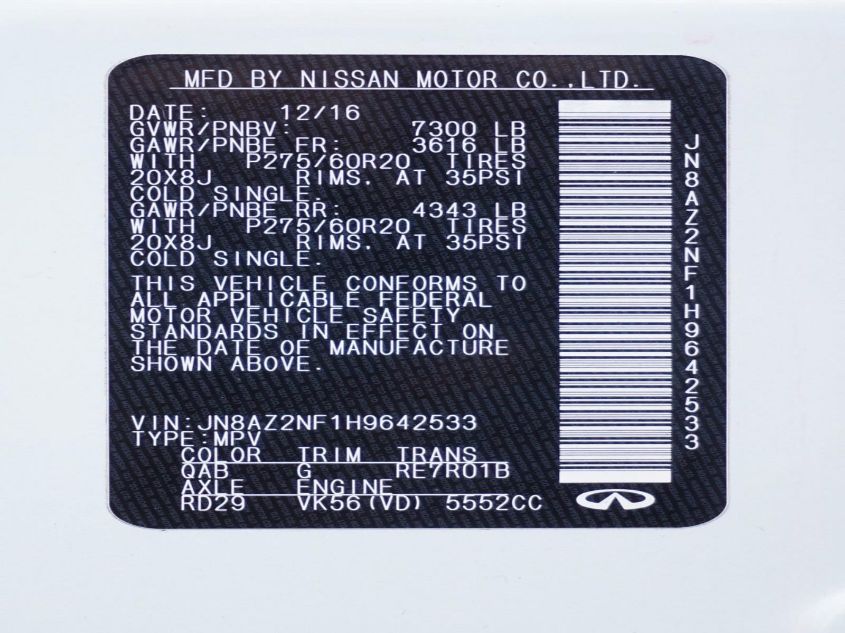 MFD BY NISSAN MOTOR CO.,LTD.
DATE: 12/16
GVWR/PNBV: 7300 LB
GAWR/PNBE FR: 3616 LB
WITH P275/60R20 TIRES
20X8J RIMS, AT 35PSI
COLD SINGLE.
GAWR/PNBE RR: 4343 LB
WITH P275/60R20 TIRES
20X8J RIMS, AT 35PSI
COLD SINGLE.
THIS VEHICLE CONFORMS TO
ALL APPLICABLE FEDERAL
MOTOR VEHICLE SAFETY
STANDARDS IN EFFECT ON
THE DATE OF MANUFACTURE
SHOWN ABOVE.
VIN:JN8AZ2NF1H9642533
TYPE:MPV
COLOR TRIM TRANS
QAB G RE7R01B
AXLE ENGINE
RD29 VK56(VD) 5552CC
JN8AZ2NF1H9642533